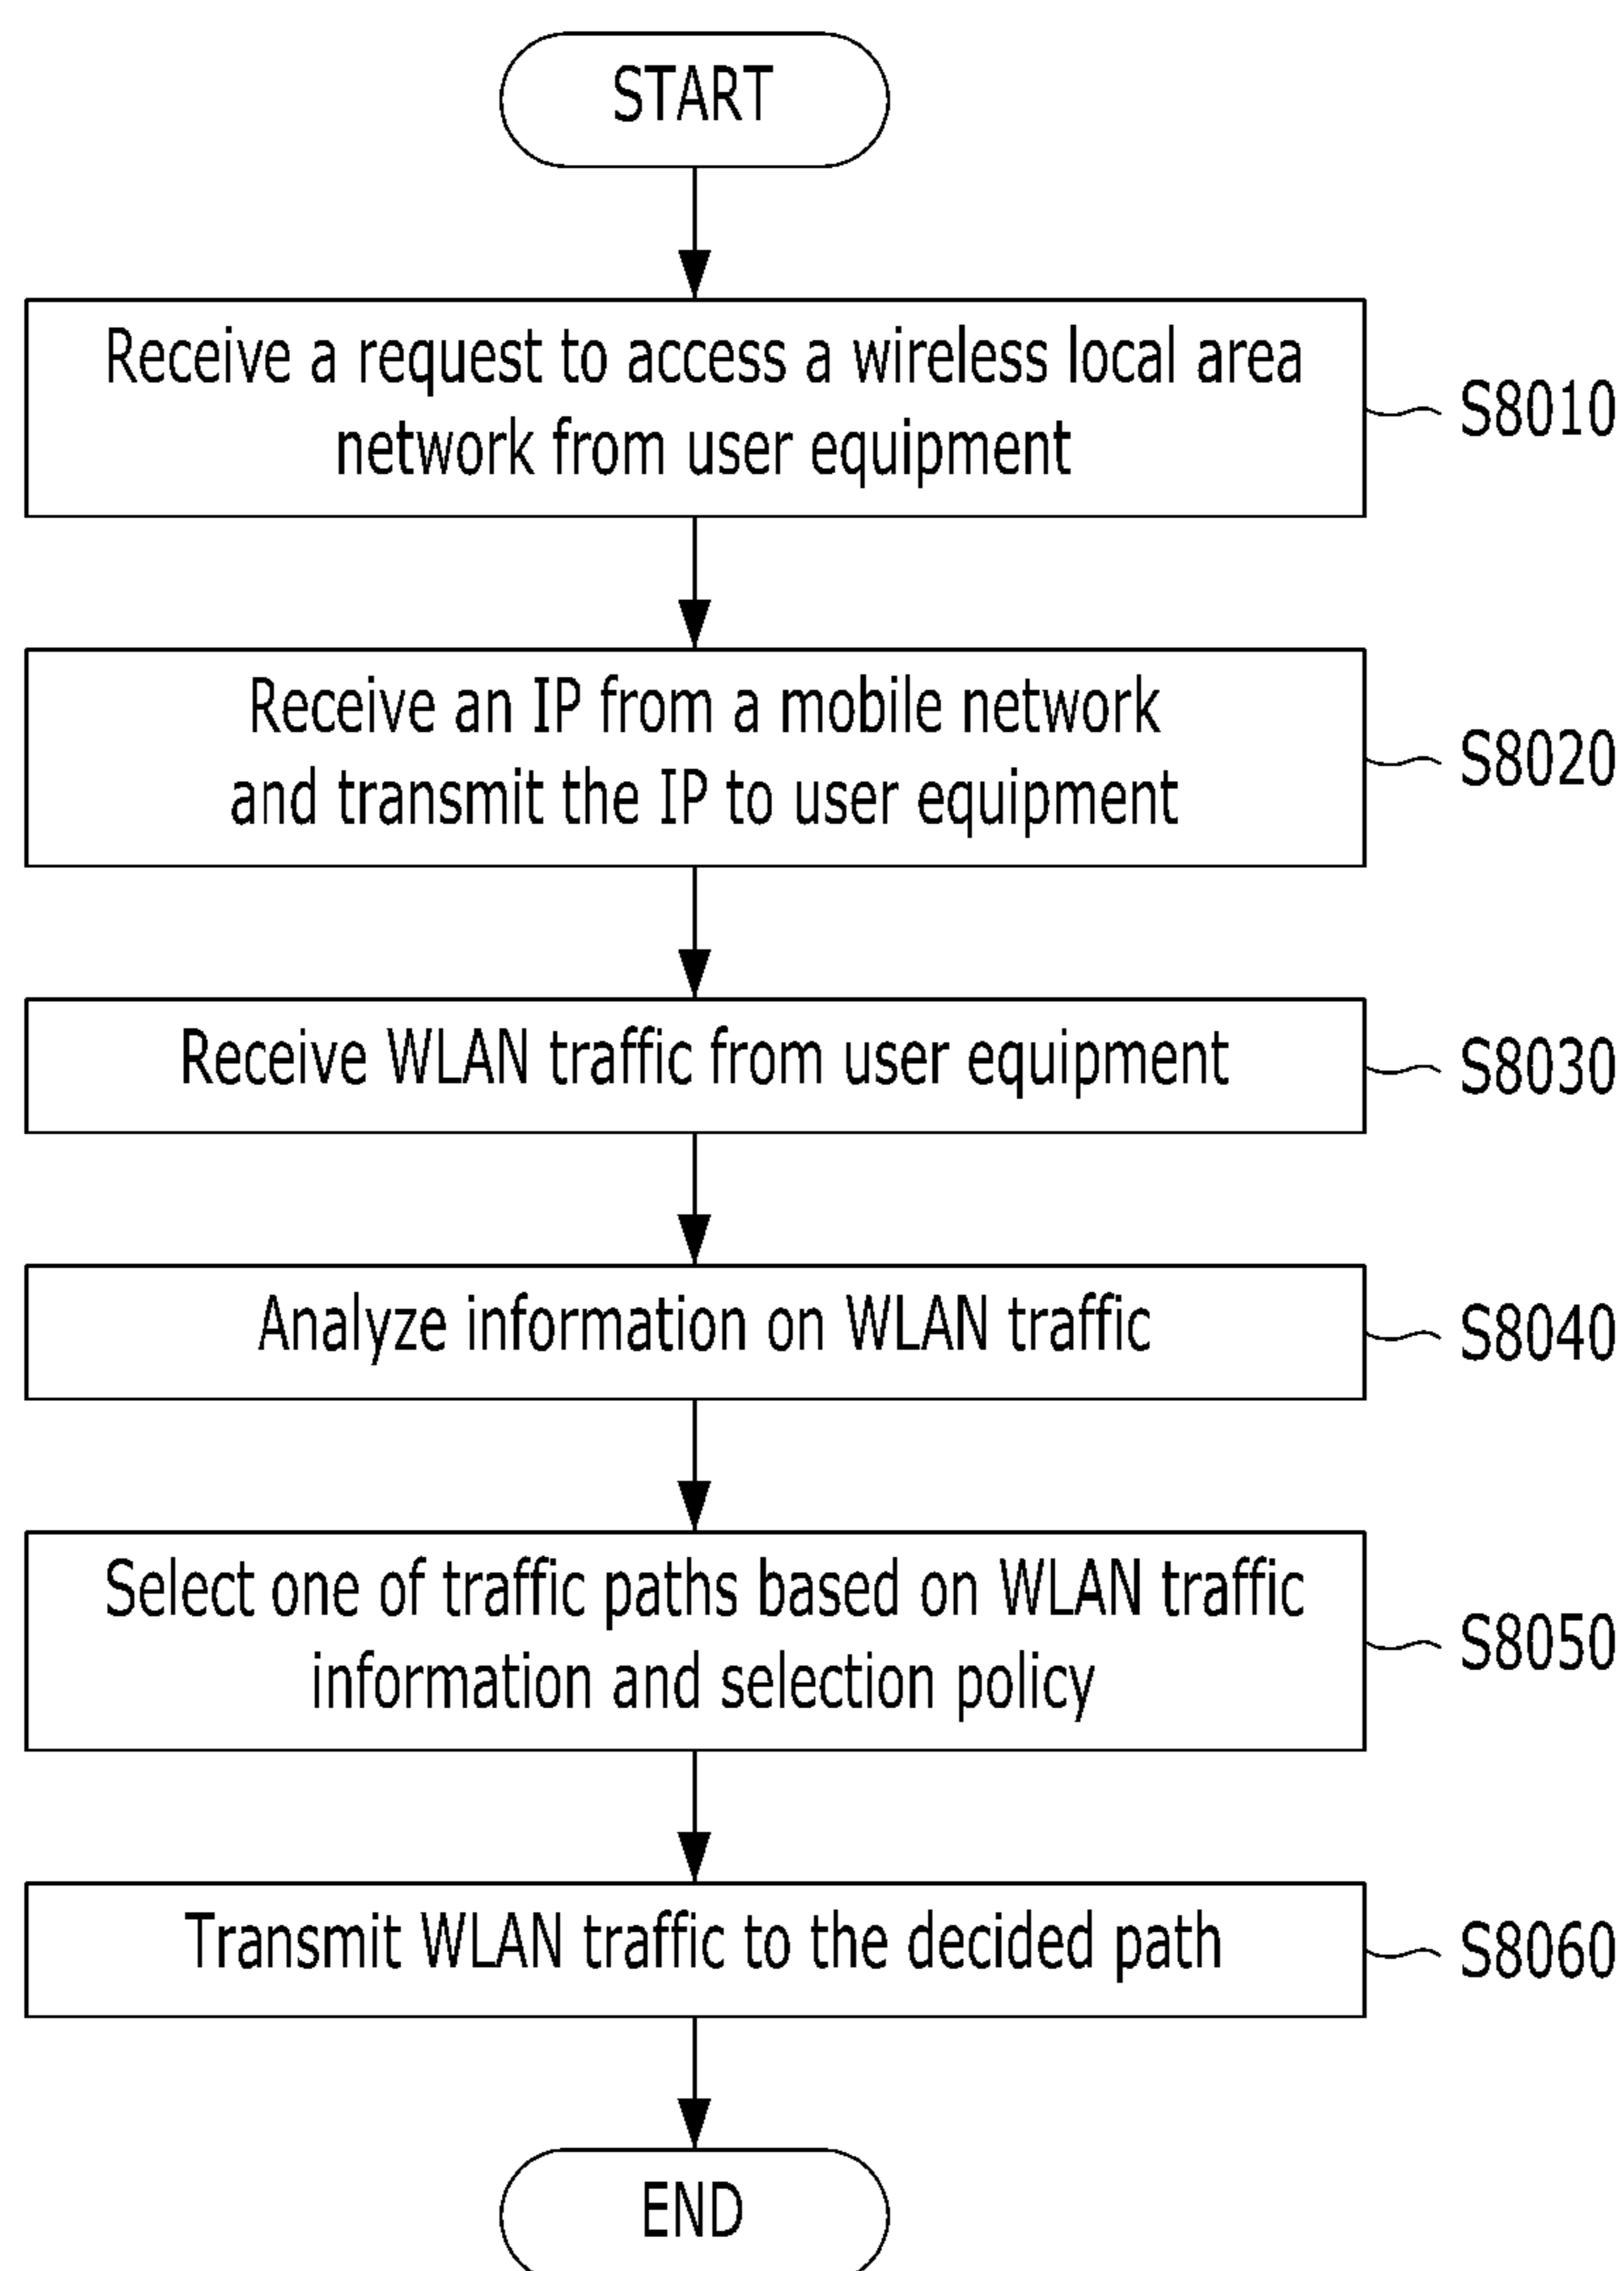 START
Receive a request to access a wireless local area
network from user equipment
S8010
Receive an IP from a mobile network
and transmit the IP to user equipment
S8020
Receive WLAN traffic from user equipment
S8030
Analyze information on WLAN traffic
S8040
Select one of traffic paths based on WLAN traffic
information and selection policy
S8050
Transmit WLAN traffic to the decided path
S8060
END